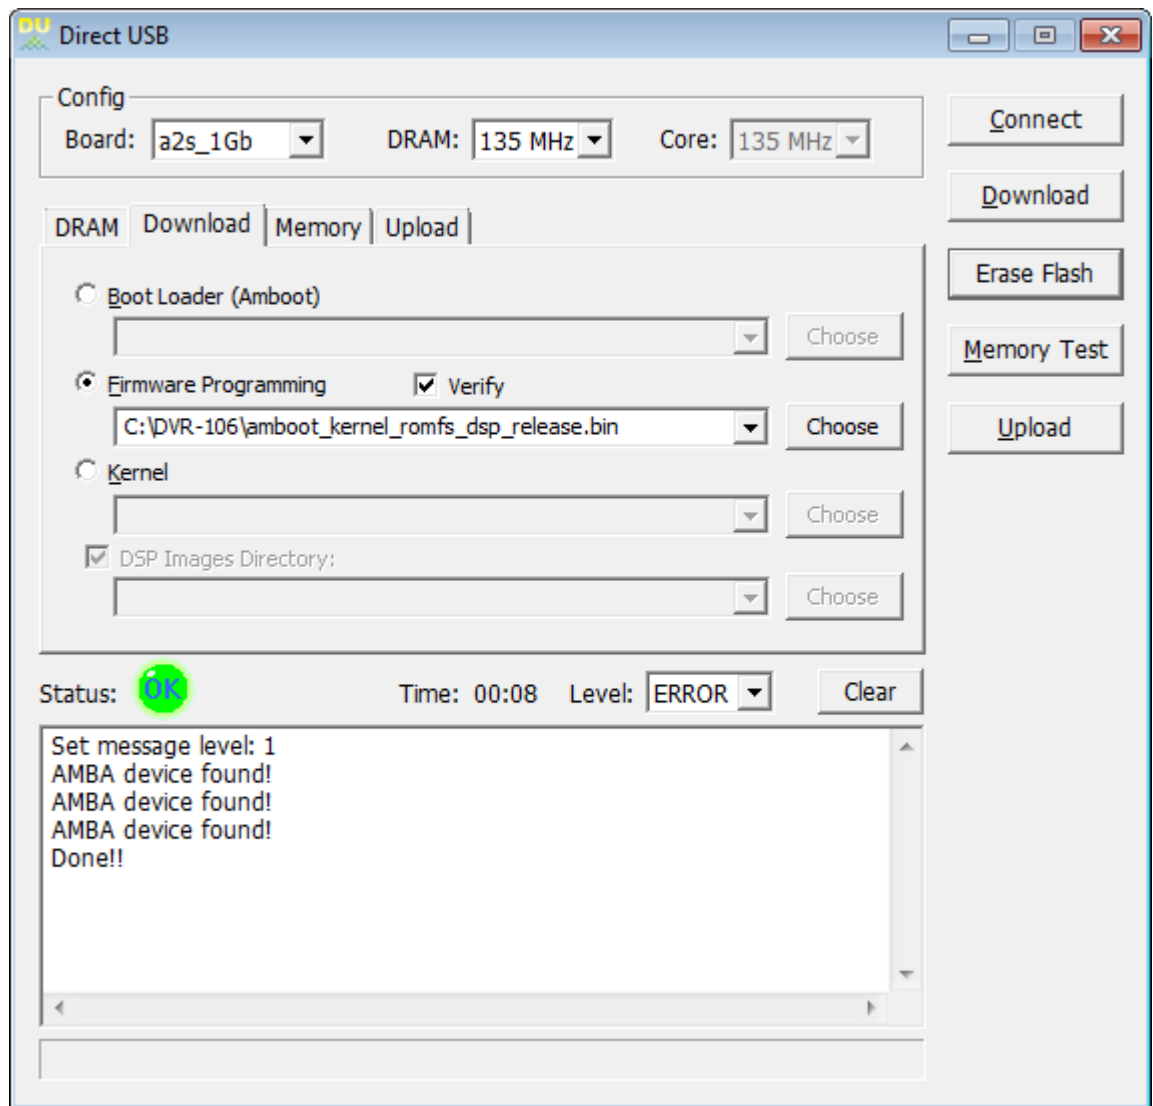 DU Direct USB
Config
Board: a2s_1Gb DRAM: 135 MHz Core: 135 MHz
Connect
Download
Erase Flash
Memory Test
Upload
DRAM Download Memory Upload
Boot Loader (Amboot)
Choose
Firmware Programming Verify
C:\DVR-106\amboot_kernel_romfs_dsp_release.bin Choose
Kernel
Choose
DSP Images Directory:
Choose
Status: OK Time: 00:08 Level: ERROR Clear
Set message level: 1
AMBA device found!
AMBA device found!
AMBA device found!
Done!!